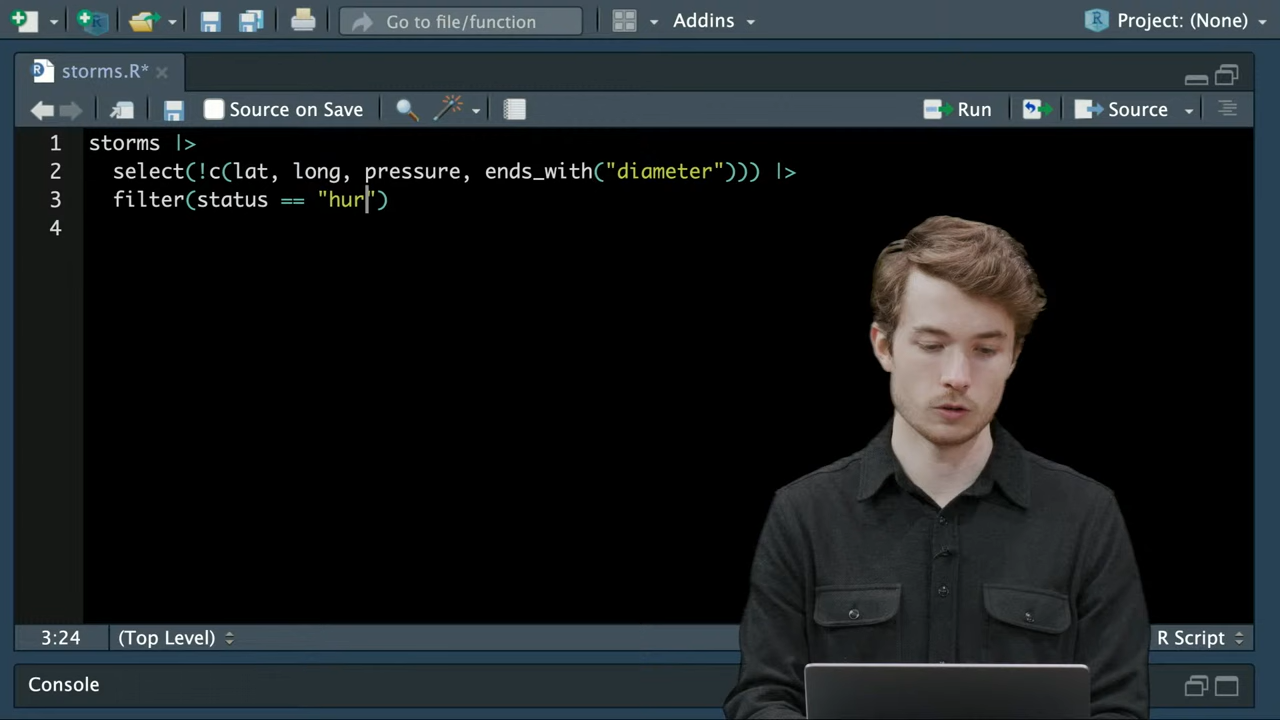 Go to file/function
Addins
Project: (None)
storms.R*
Source on Save
Run
Source
1 storms |>
2 select(!c(lat, long, pressure, ends_with("diameter"))) |>
3 filter(status == "hur")
4
3:24
(Top Level)
R Script
Console